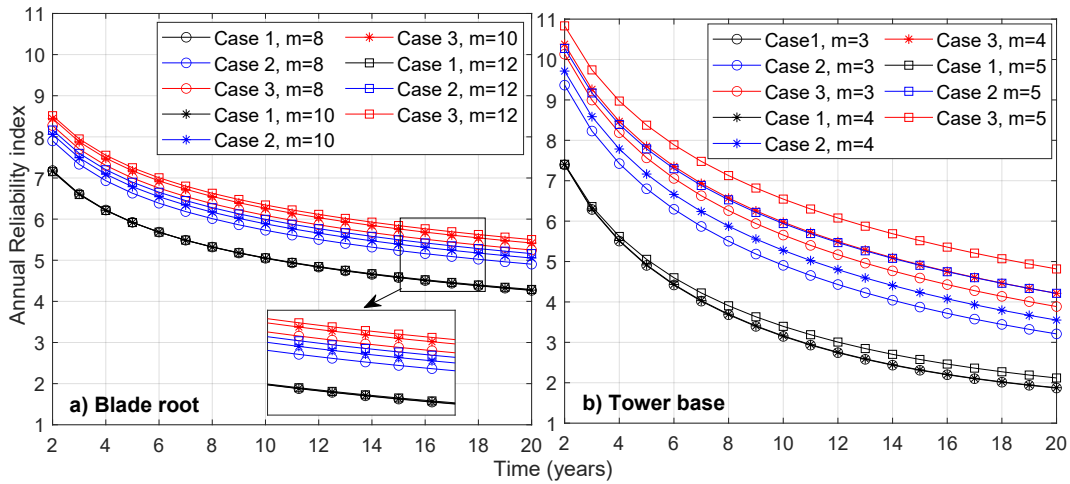 Annual Reliability index
11
10
9
8
7
6
5
4
3
2
1
Case 1, m=8
Case 2, m=8
Case 3, m=8
Case 1, m=10
Case 2, m=10
Case 3, m=10
Case 1, m=12
Case 2, m=12
Case 3, m=12
a) Blade root
2 4 6 8 10 12 14 16 18 20
11
10
9
8
7
6
5
4
3
2
1
Case1, m=3
Case 2, m=3
Case 3, m=3
Case 1, m=4
Case 2, m=4
Case 3, m=4
Case 1, m=5
Case 2 m=5
Case 3, m=5
b) Tower base
2 4 6 8 10 12 14 16 18 20
Time (years)